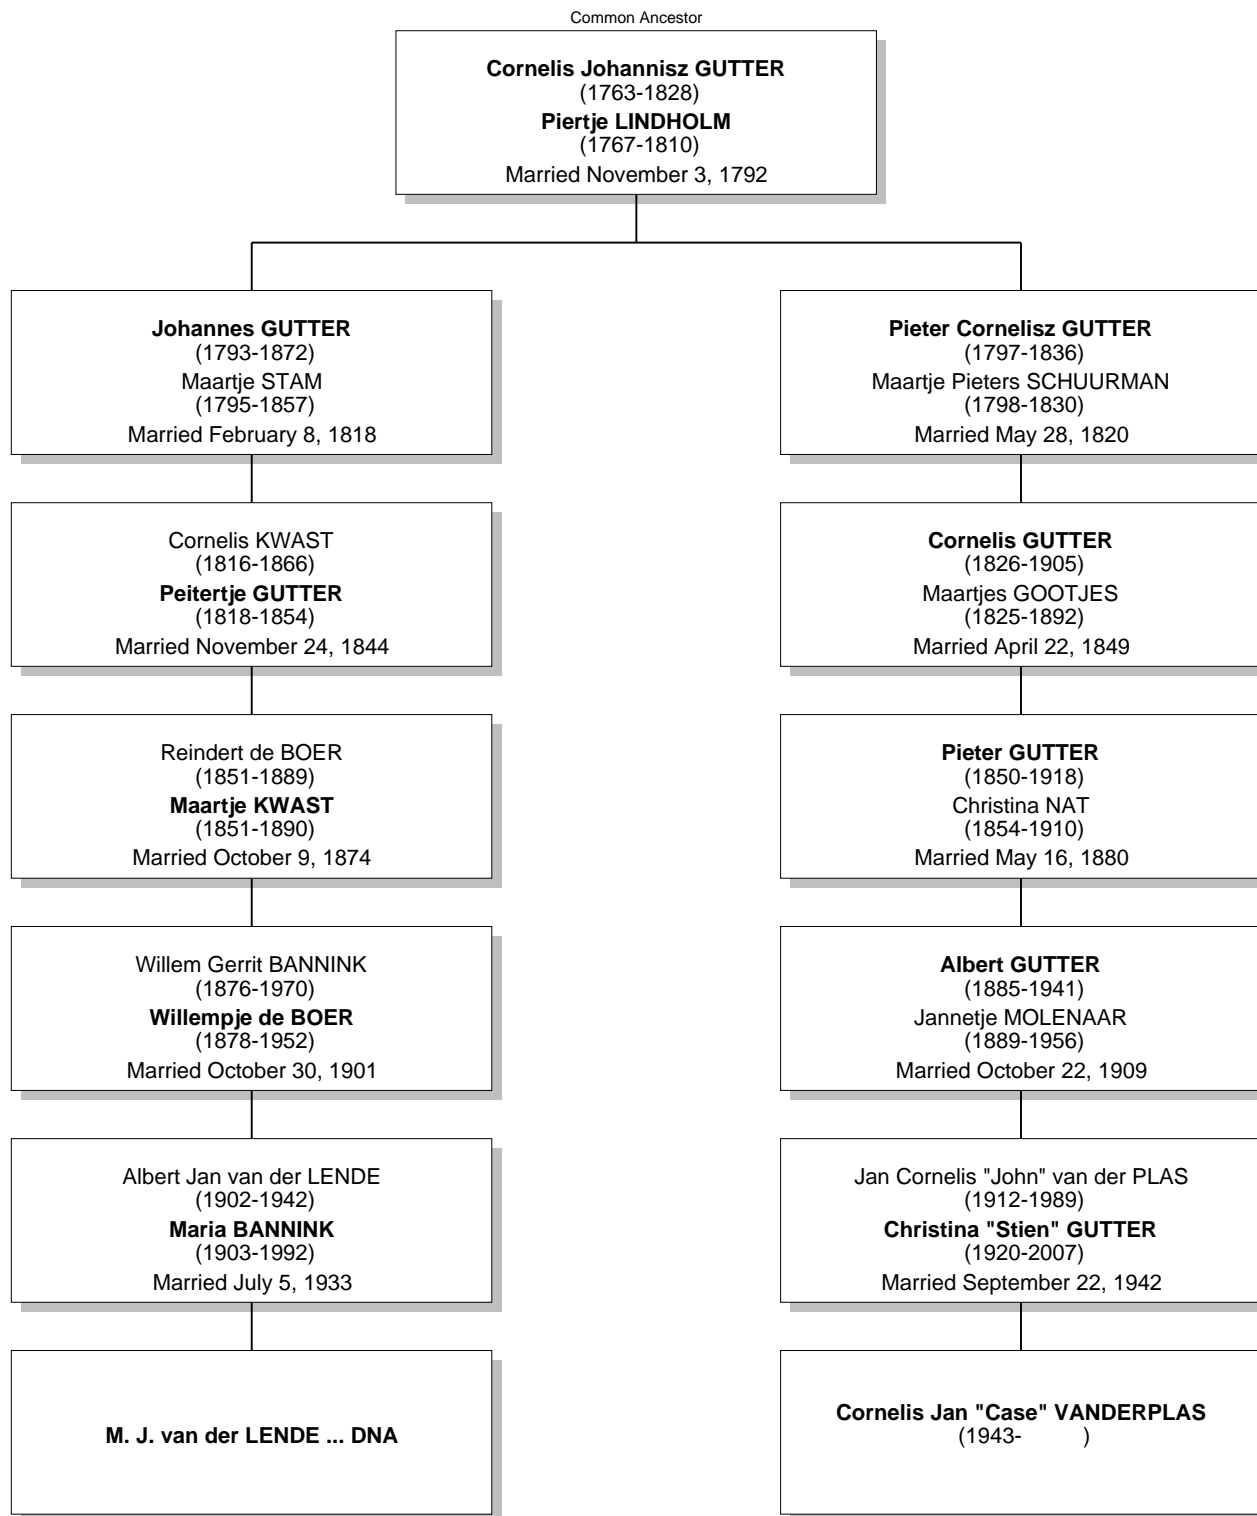 Common Ancestor
Cornelis Johannisz GUTTER
(1763-1828)
Piertje LINDHOLM
(1767-1810)
Married November 3, 1792
Johannes GUTTER
(1793-1872)
Maartje STAM
(1795-1857)
Married February 8, 1818
Pieter Cornelisz GUTTER
(1797-1836)
Maartje Pieters SCHUURMAN
(1798-1830)
Married May 28, 1820
Cornelis KWAST
(1816-1866)
Peitertje GUTTER
(1818-1854)
Married November 24, 1844
Cornelis GUTTER
(1826-1905)
Maartjes GOOTJES
(1825-1892)
Married April 22, 1849
Reindert de BOER
(1851-1889)
Maartje KWAST
(1851-1890)
Married October 9, 1874
Pieter GUTTER
(1850-1918)
Christina NAT
(1854-1910)
Married May 16, 1880
Willem Gerrit BANNINK
(1876-1970)
Willempje de BOER
(1878-1952)
Married October 30, 1901
Albert GUTTER
(1885-1941)
Jannetje MOLENAAR
(1889-1956)
Married October 22, 1909
Albert Jan van der LENDE
(1902-1942)
Maria BANNINK
(1903-1992)
Married July 5, 1933
Jan Cornelis "John" van der PLAS
(1912-1989)
Christina "Stien" GUTTER
(1920-2007)
Married September 22, 1942
M. J. van der LENDE ... DNA
Cornelis Jan "Case" VANDERPLAS
(1943-          )